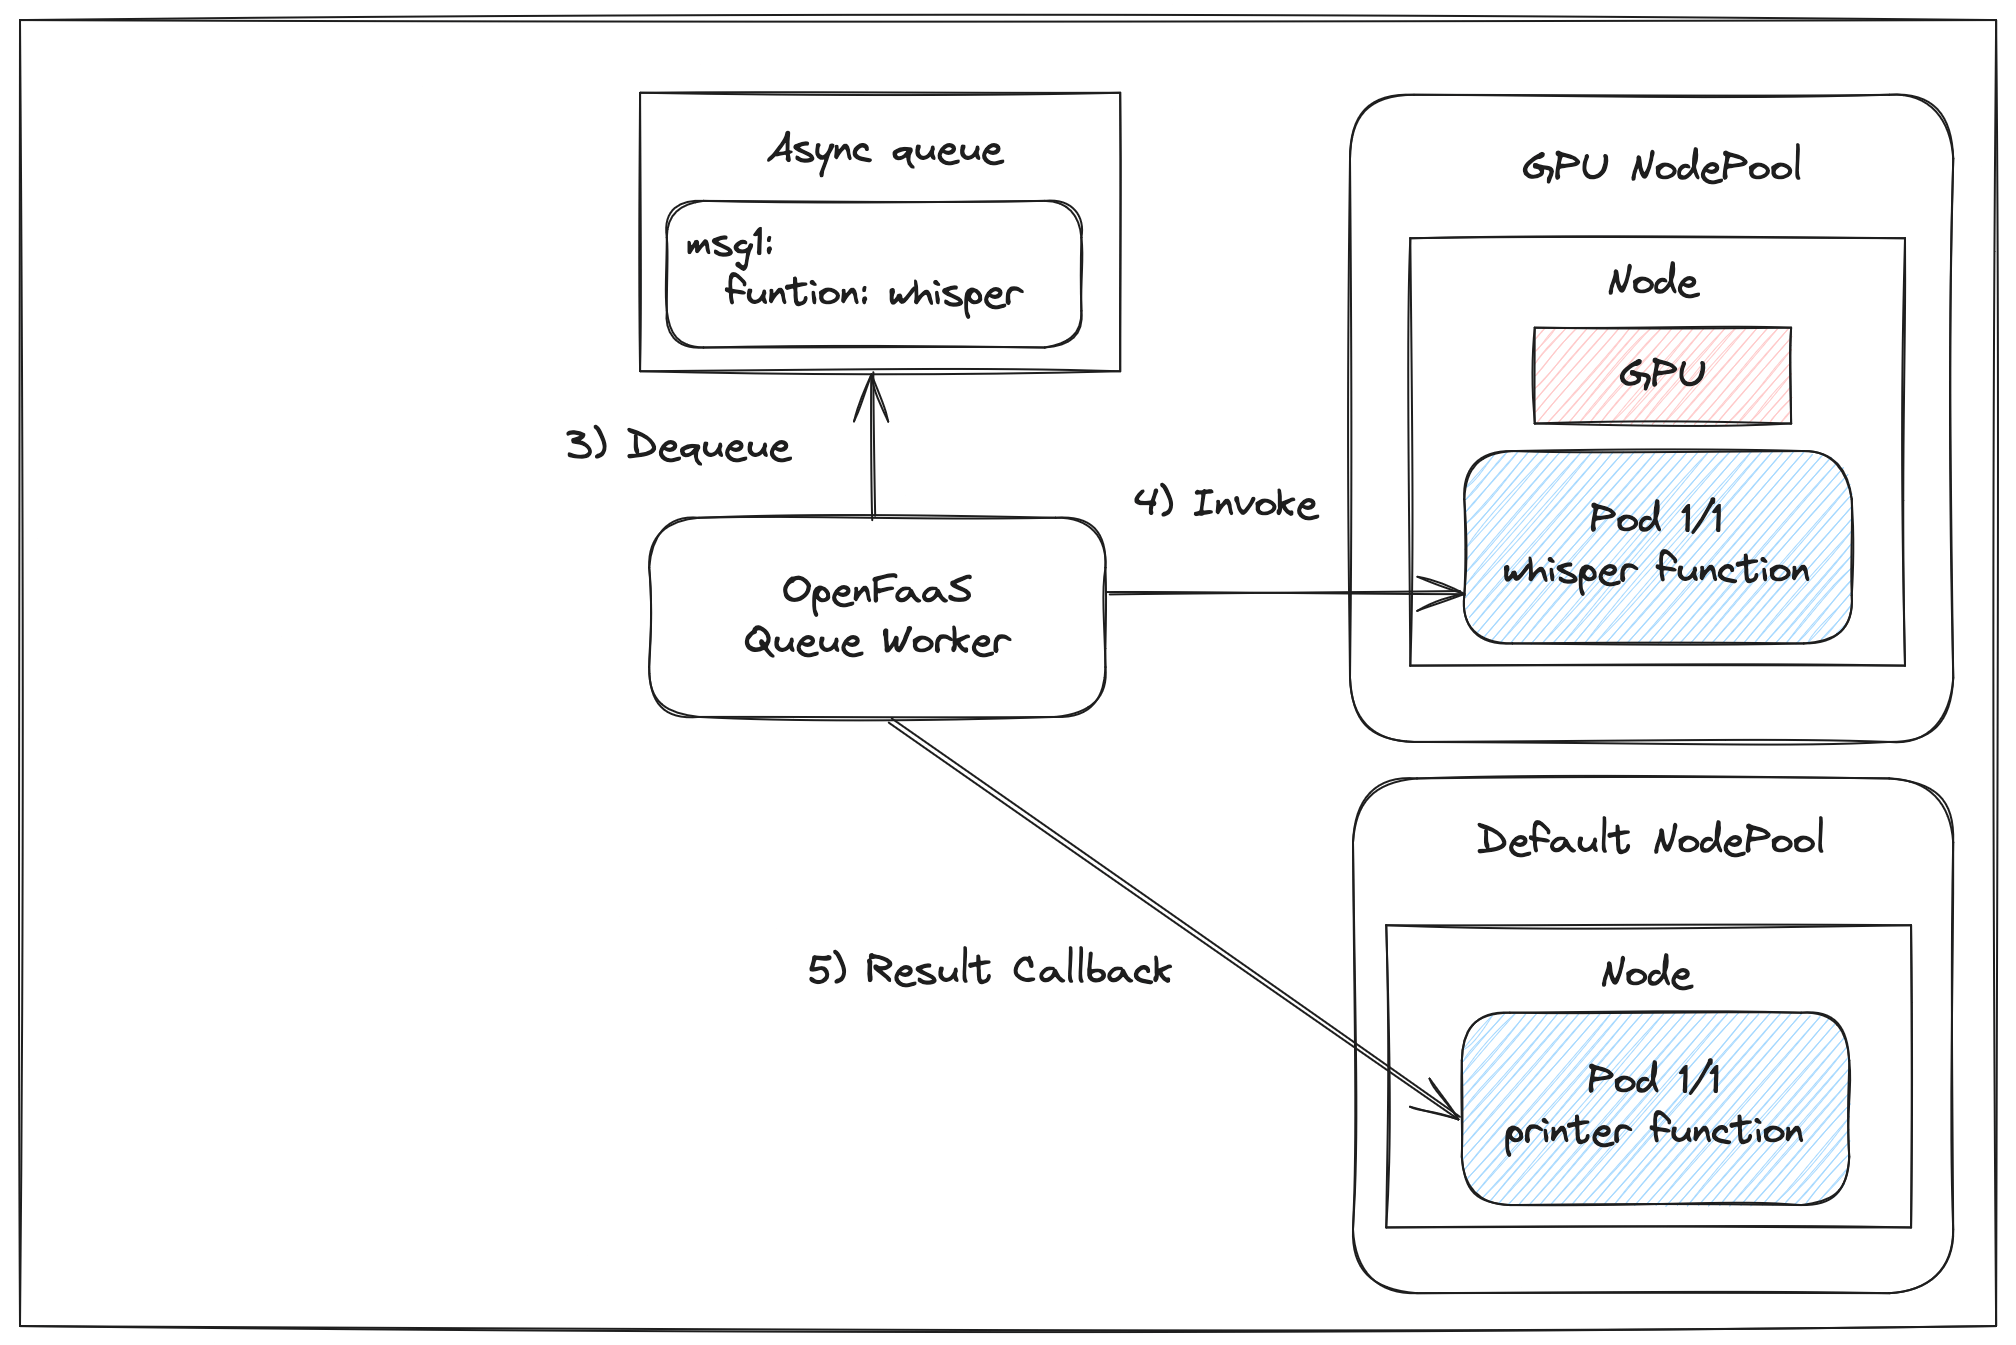 Async queue
msg1:
funtion: whisper
3) Dequeue
OpenFaaS
Queue Worker
4) Invoke
5) Result Callback
GPU NodePool
Node
GPU
Pod 1/1
whisper function
Default NodePool
Node
Pod 1/1
printer function